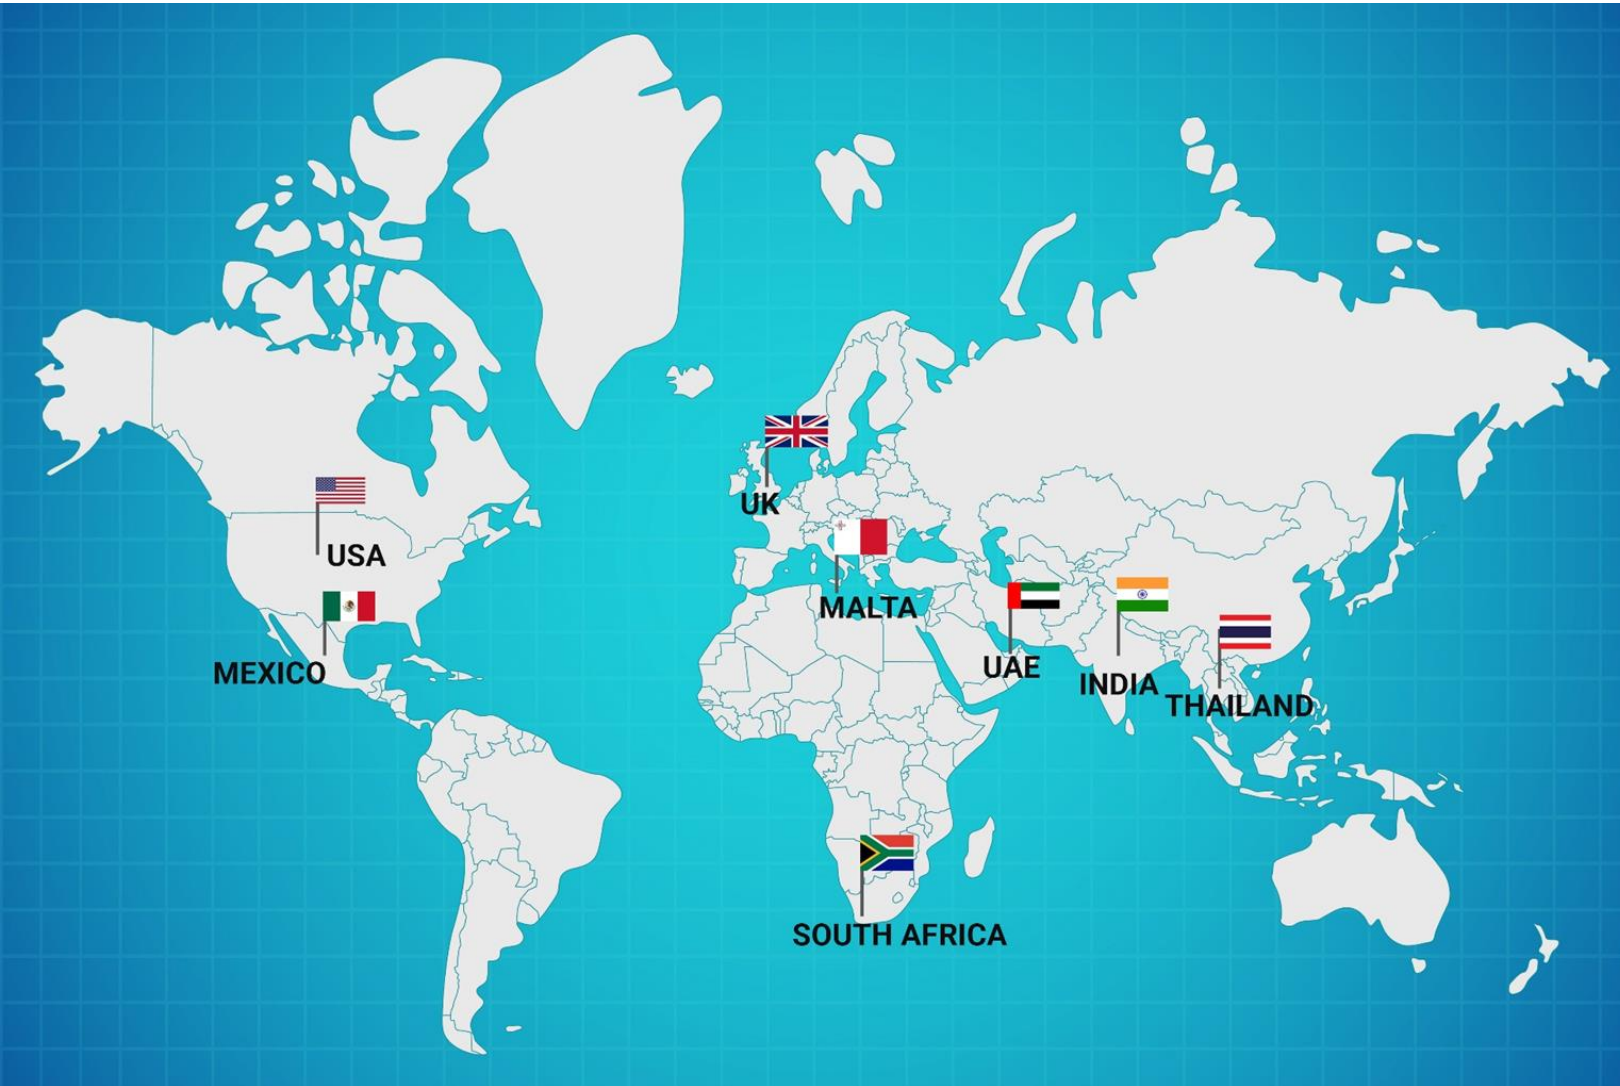 UK
USA
MALTA
MEXICO
UAE
INDIA
THAILAND
SOUTH AFRICA